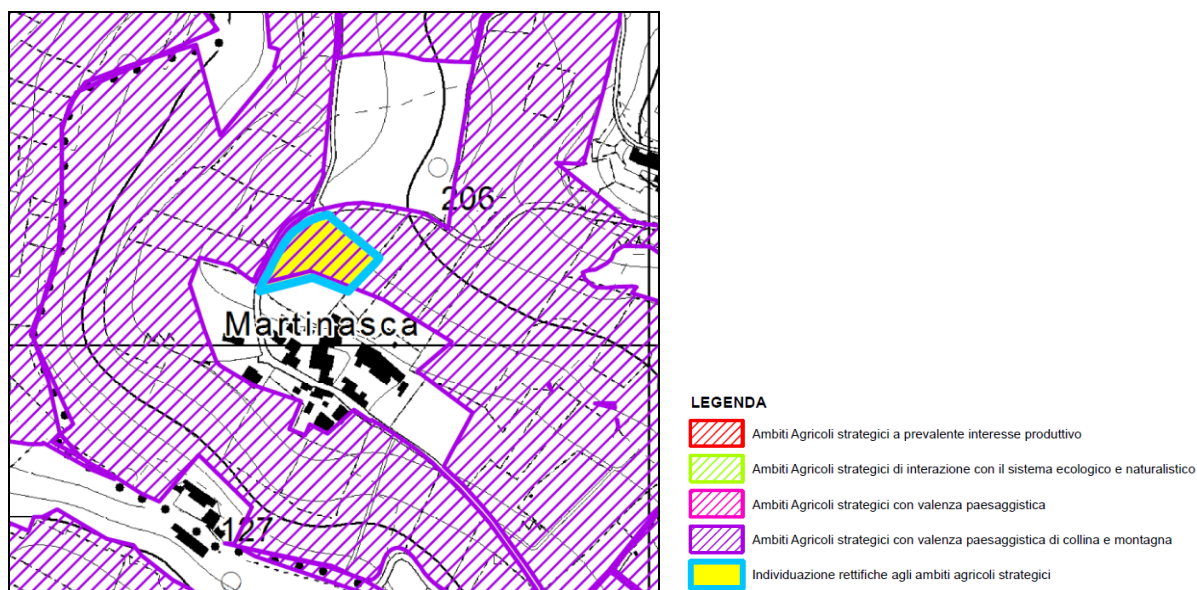 206
Martinasca
127
LEGENDA
Ambiti Agricoli strategici a prevalente interesse produttivo
Ambiti Agricoli strategici di interazione con il sistema ecologico e naturalistico
Ambiti Agricoli strategici con valenza paesaggistica
Ambiti Agricoli strategici con valenza paesaggistica di collina e montagna
Individuazione rettifiche agli ambiti agricoli strategici